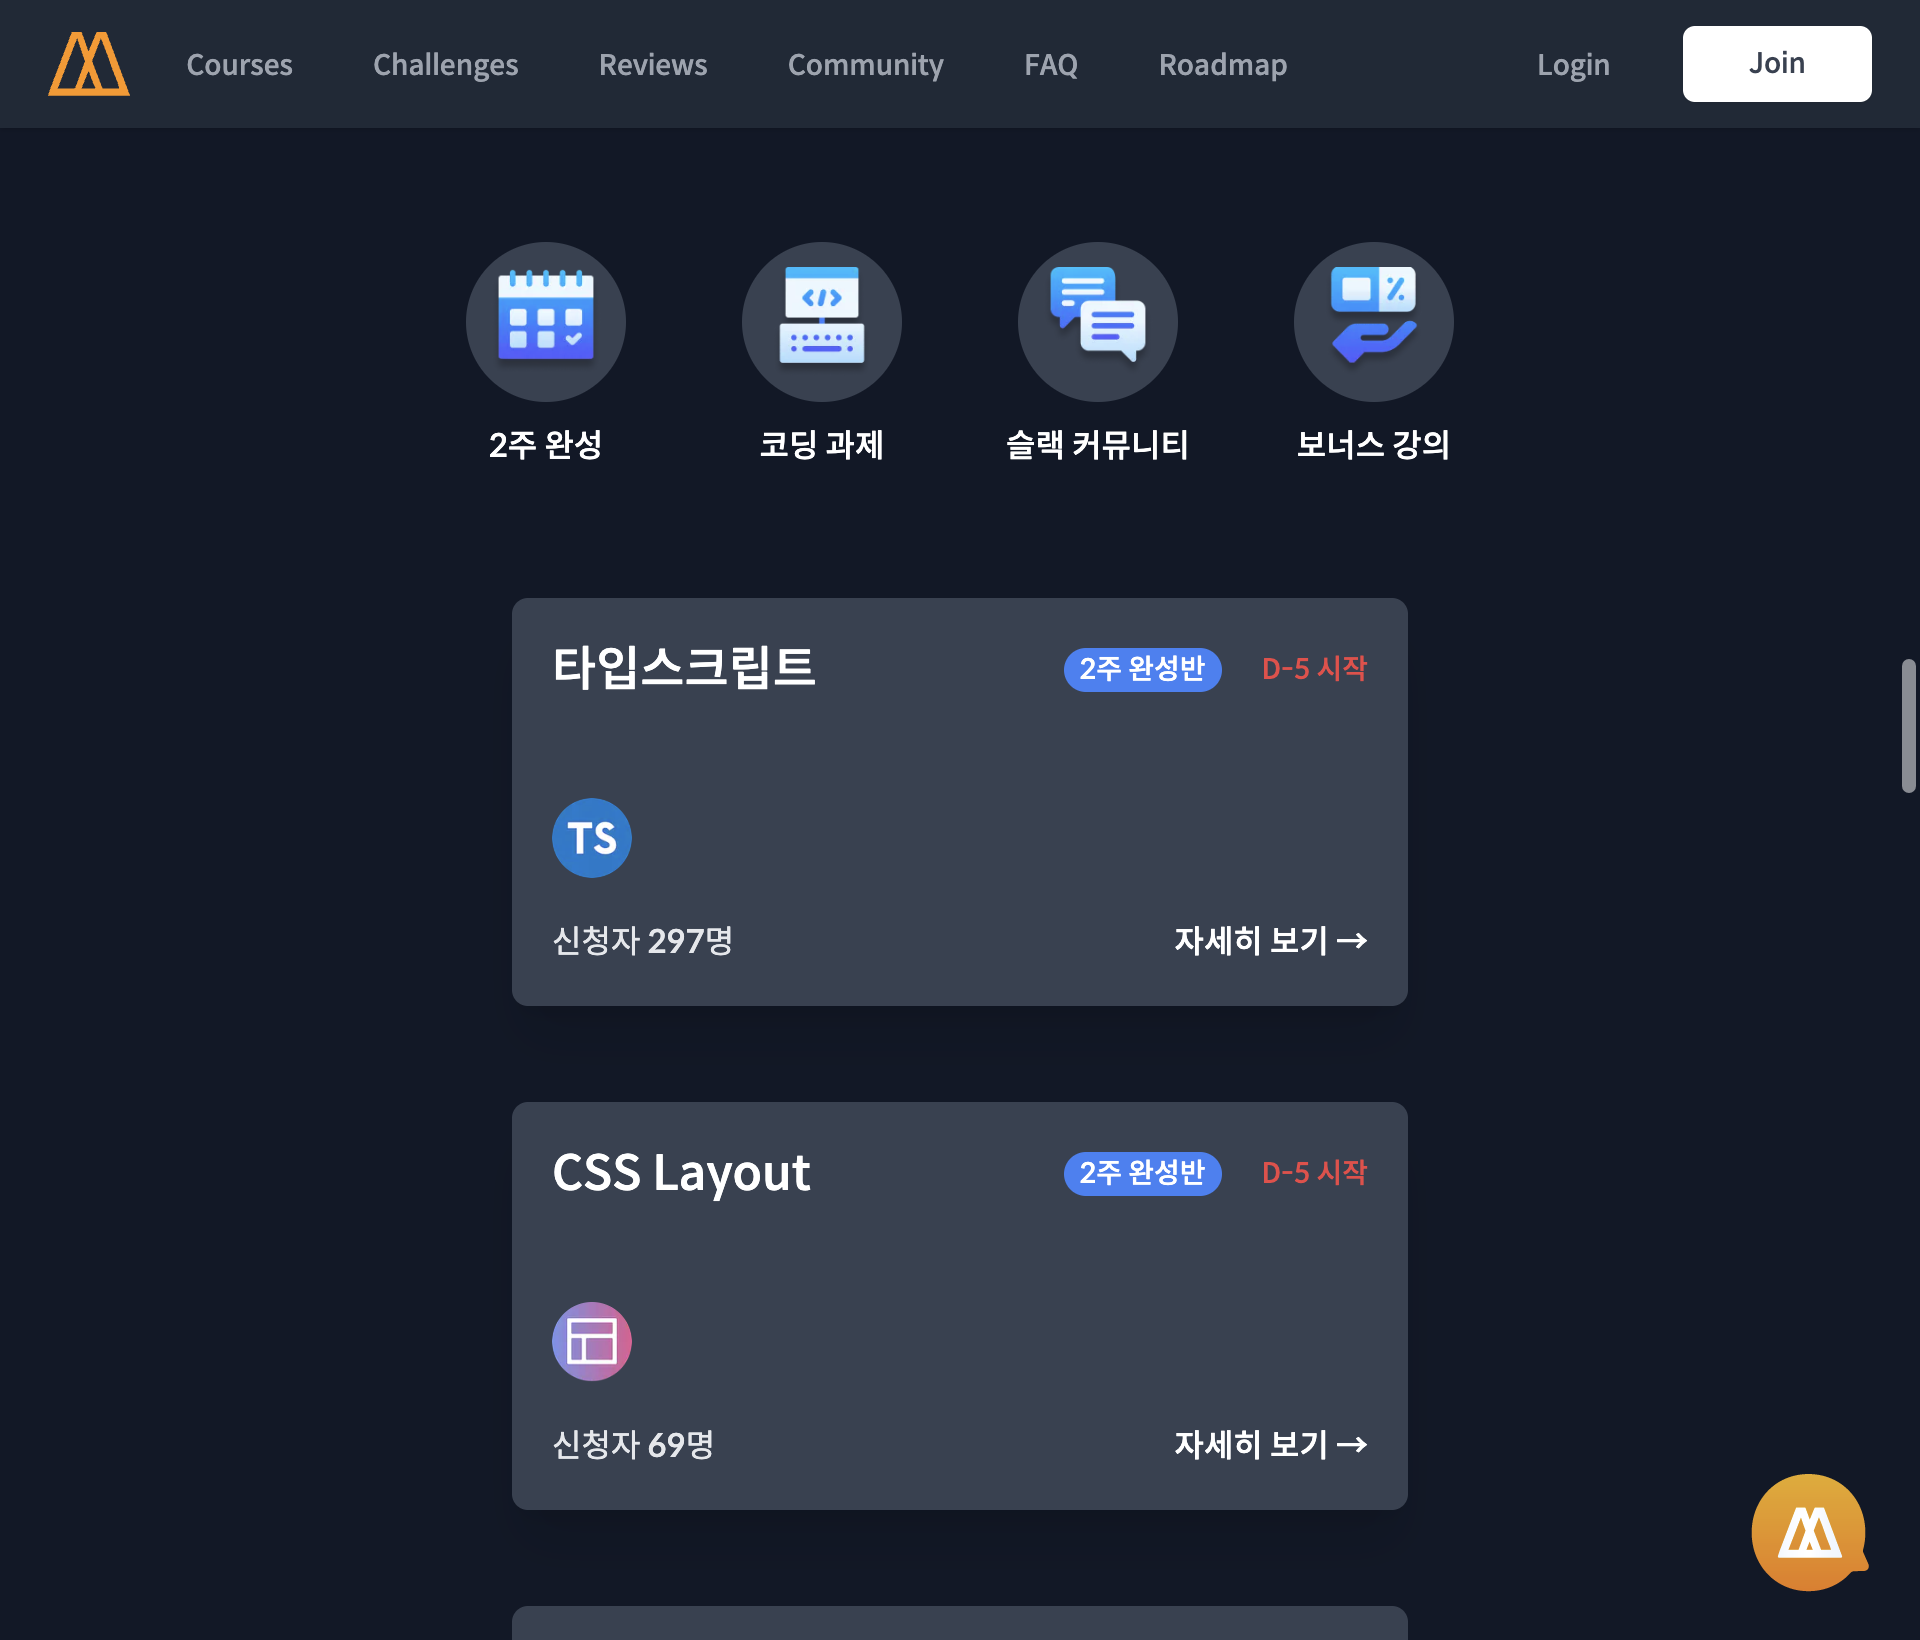 Courses Challenges Reviews Community FAQ Roadmap Login Join
2주 완성 코딩 과제 슬랙 커뮤니티 보너스 강의
타입스크립트 2주 완성반 D-5 시작
TS
신청자 297명 자세히 보기 →
CSS Layout 2주 완성반 D-5 시작
신청자 69명 자세히 보기 →